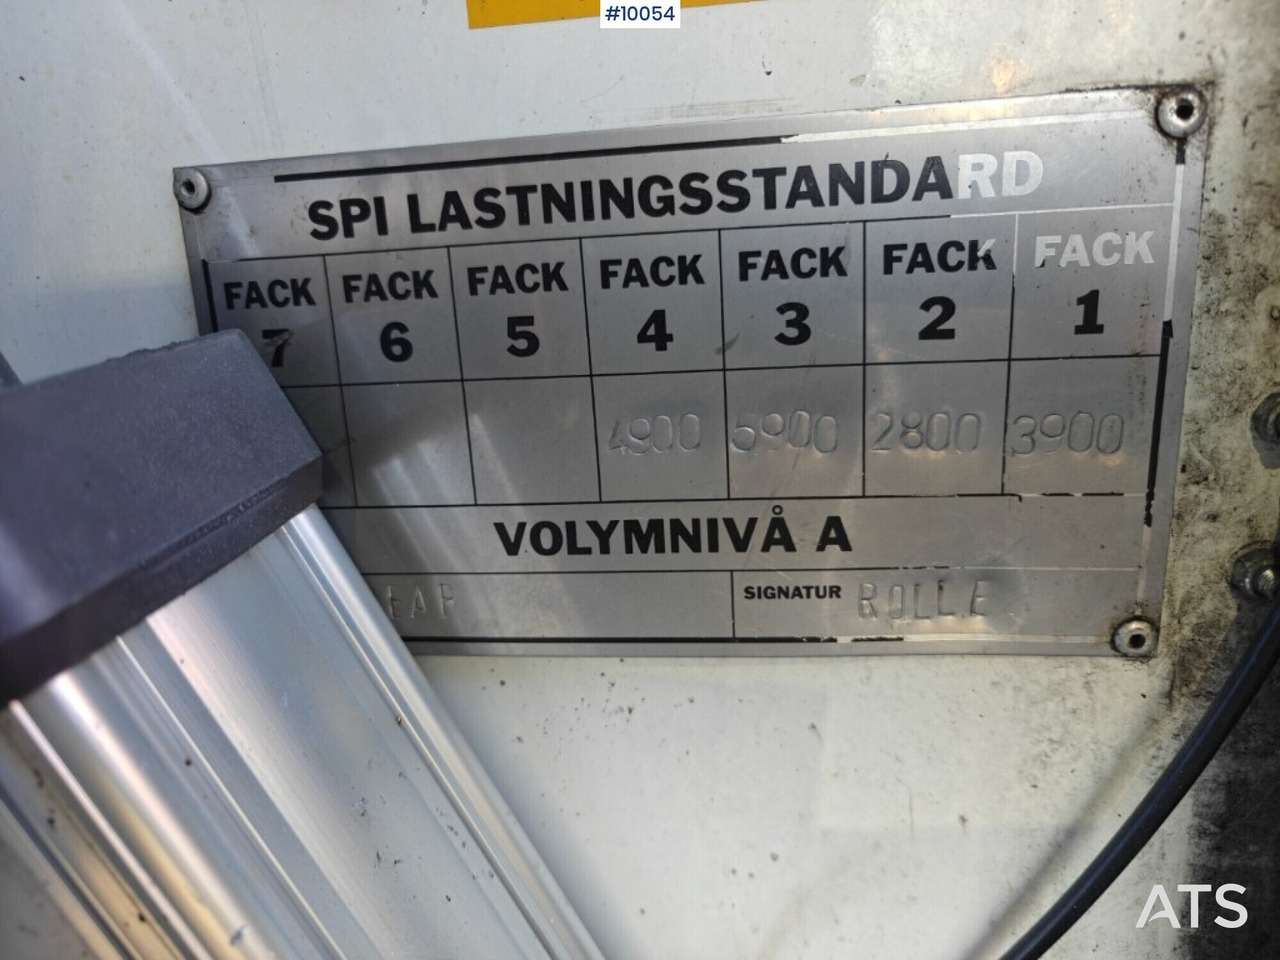 #10054
SPI LASTNINGSSTANDARD
FACK FACK FACK FACK FACK FACK FACK
7 6 5 4 3 2 1
4900 5900 2800 3900
VOLYMNIVÅ A
SIGNATUR ROLLE
ATS